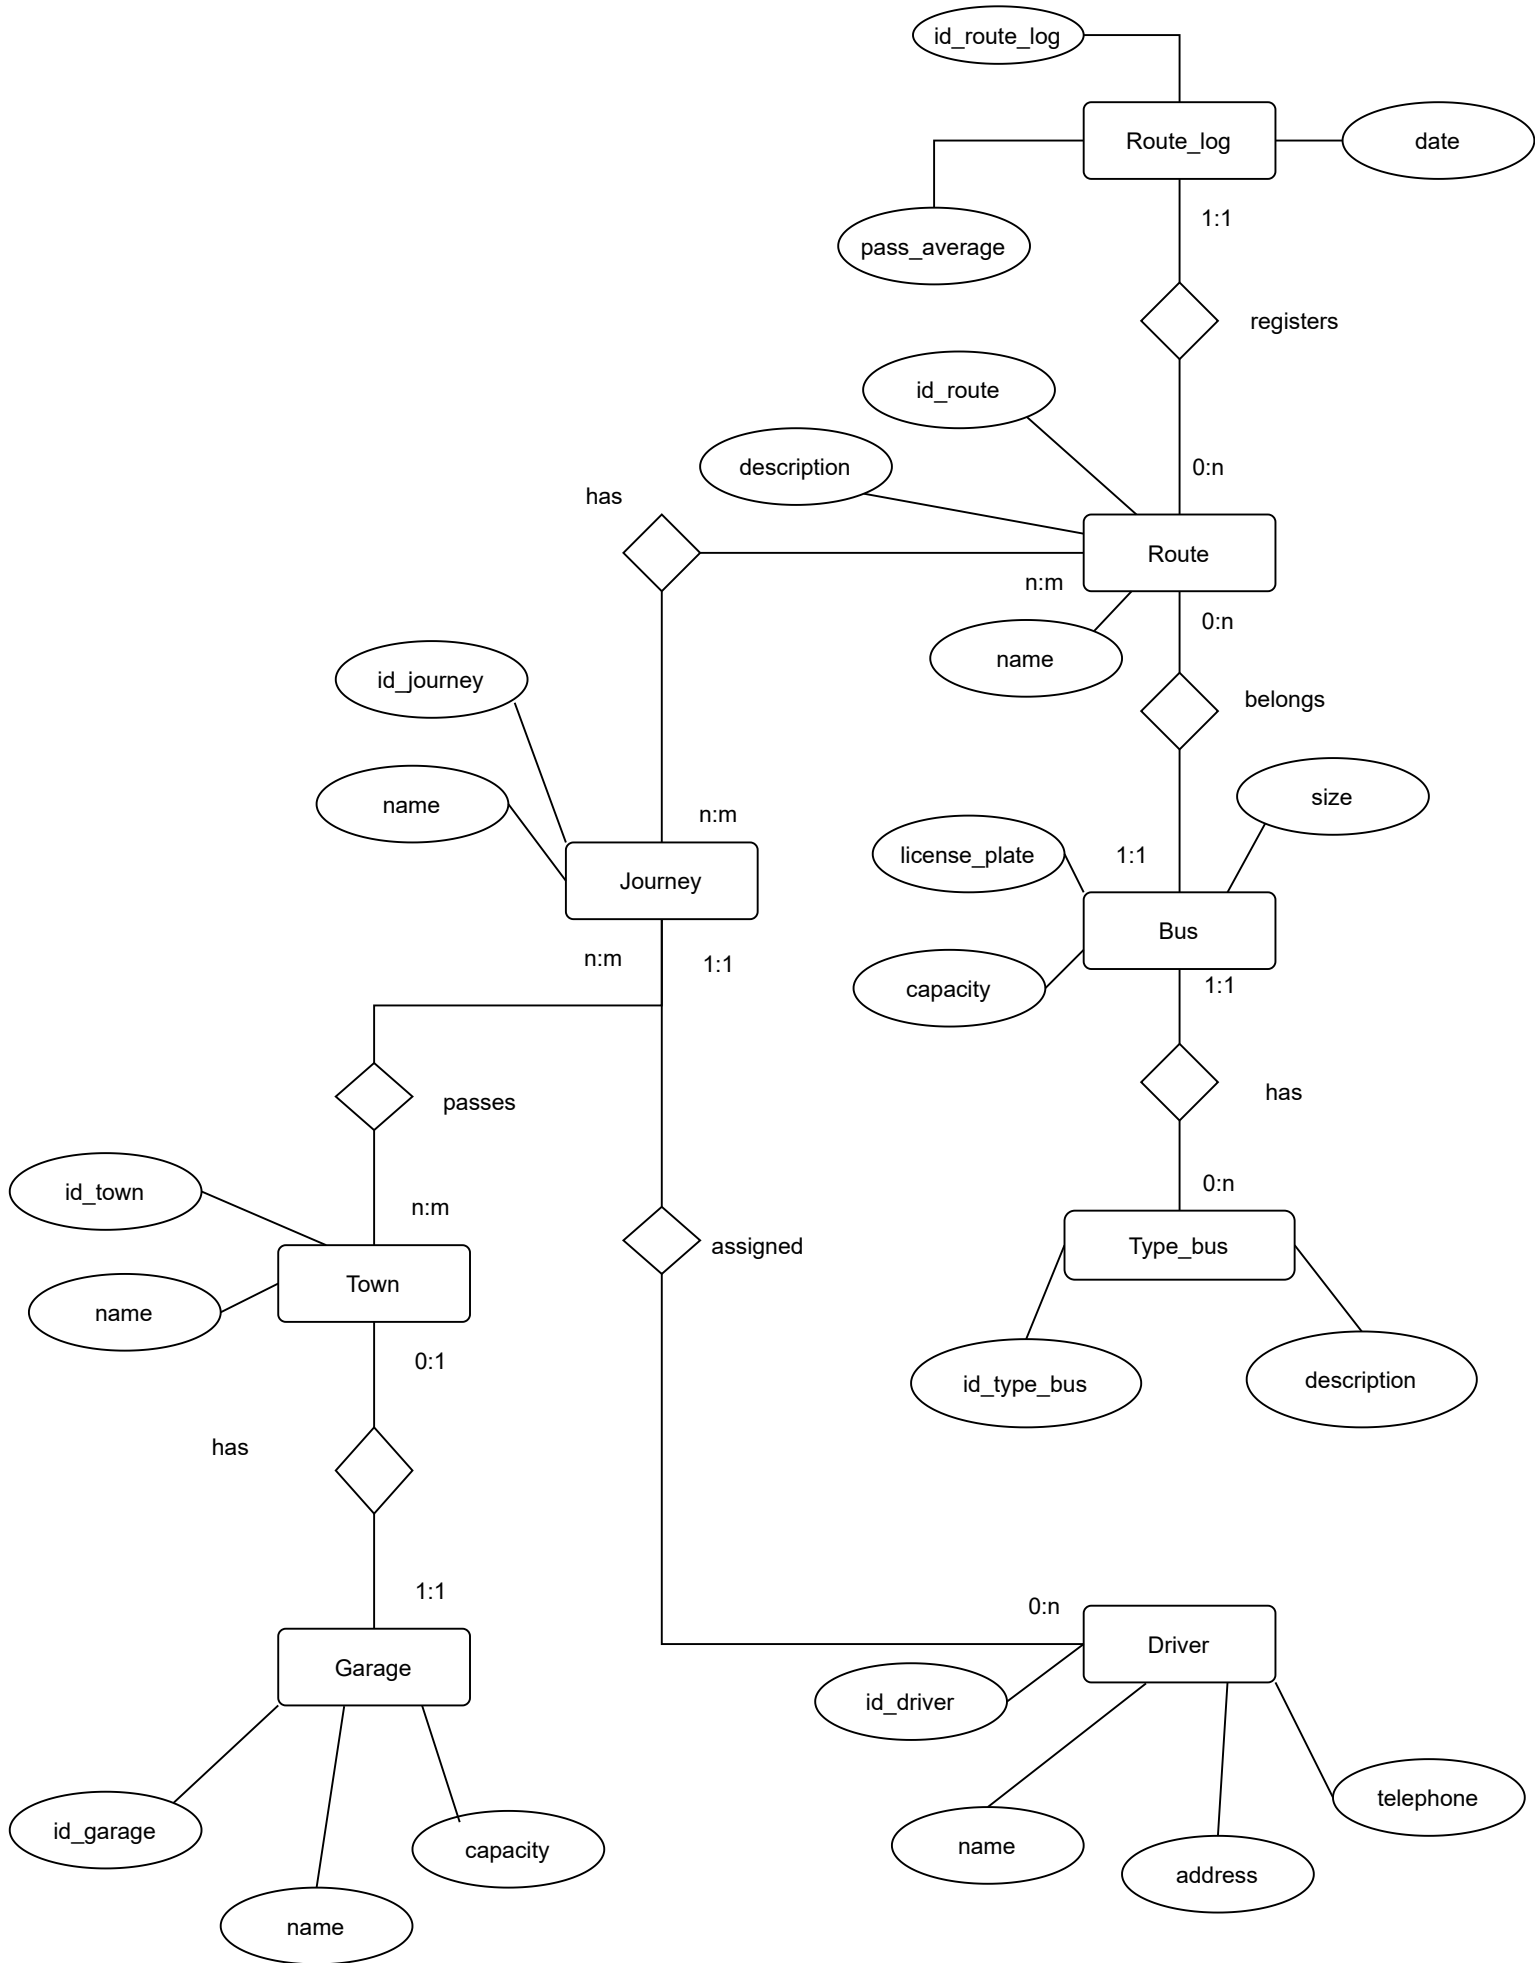 id_route_log
Route_log
date
1:1
pass_average
registers
id_route
description
0:n
has
Route
n:m
0:n
name
id_journey
belongs
size
name
n:m
license_plate
1:1
Journey
Bus
n:m
1:1
capacity
1:1
passes
has
id_town
0:n
n:m
assigned
Type_bus
Town
name
0:1
id_type_bus
description
has
1:1
0:n
Garage
Driver
id_driver
telephone
id_garage
capacity
name
address
name